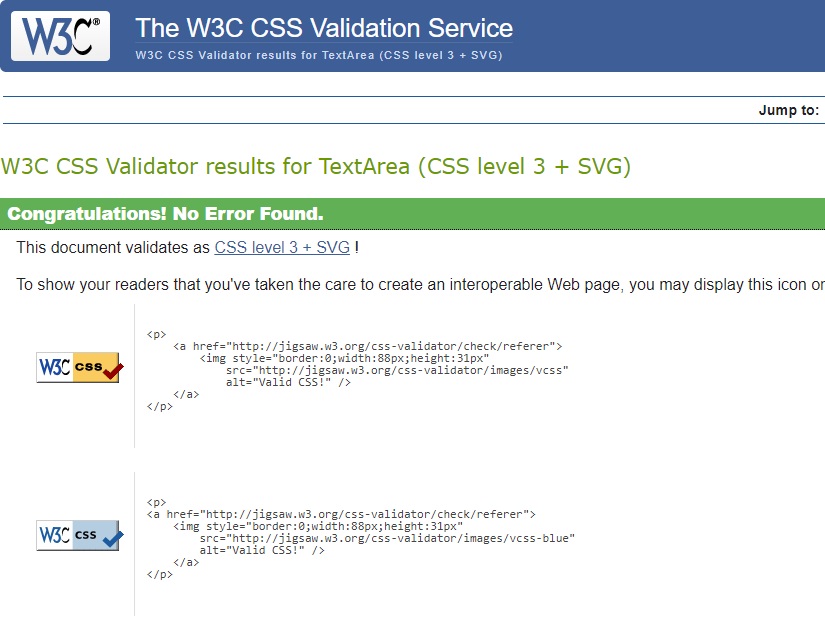 W3C®
The W3C CSS Validation Service
W3C CSS Validator results for TextArea (CSS level 3 + SVG)
Jump to:
W3C CSS Validator results for TextArea (CSS level 3 + SVG)
Congratulations! No Error Found.
This document validates as CSS level 3 + SVG !
To show your readers that you've taken the care to create an interoperable Web page, you may display this icon on
W3C css
<p>
    <a href="http://jigsaw.w3.org/css-validator/check/referer">
        <img style="border:0;width:88px;height:31px"
            src="http://jigsaw.w3.org/css-validator/images/vcss"
            alt="Valid CSS!" />
    </a>
</p>
W3C css
<p>
<a href="http://jigsaw.w3.org/css-validator/check/referer">
    <img style="border:0;width:88px;height:31px"
        src="http://jigsaw.w3.org/css-validator/images/vcss-blue"
        alt="Valid CSS!" />
    </a>
</p>